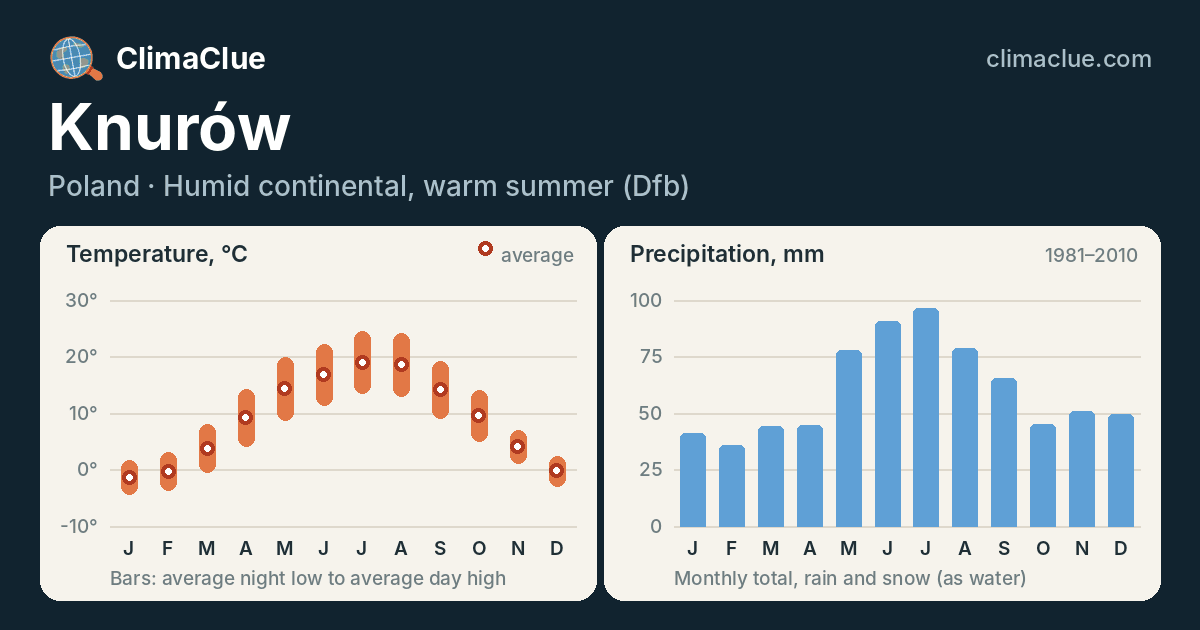 ClimaClue
climaclue.com
Knurów
Poland · Humid continental, warm summer (Dfb)
Temperature, °C
average
30°
20°
10°
0°
-10°
J F M A M J J A S O N D
Bars: average night low to average day high
Precipitation, mm
1981–2010
100
75
50
25
0
J F M A M J J A S O N D
Monthly total, rain and snow (as water)